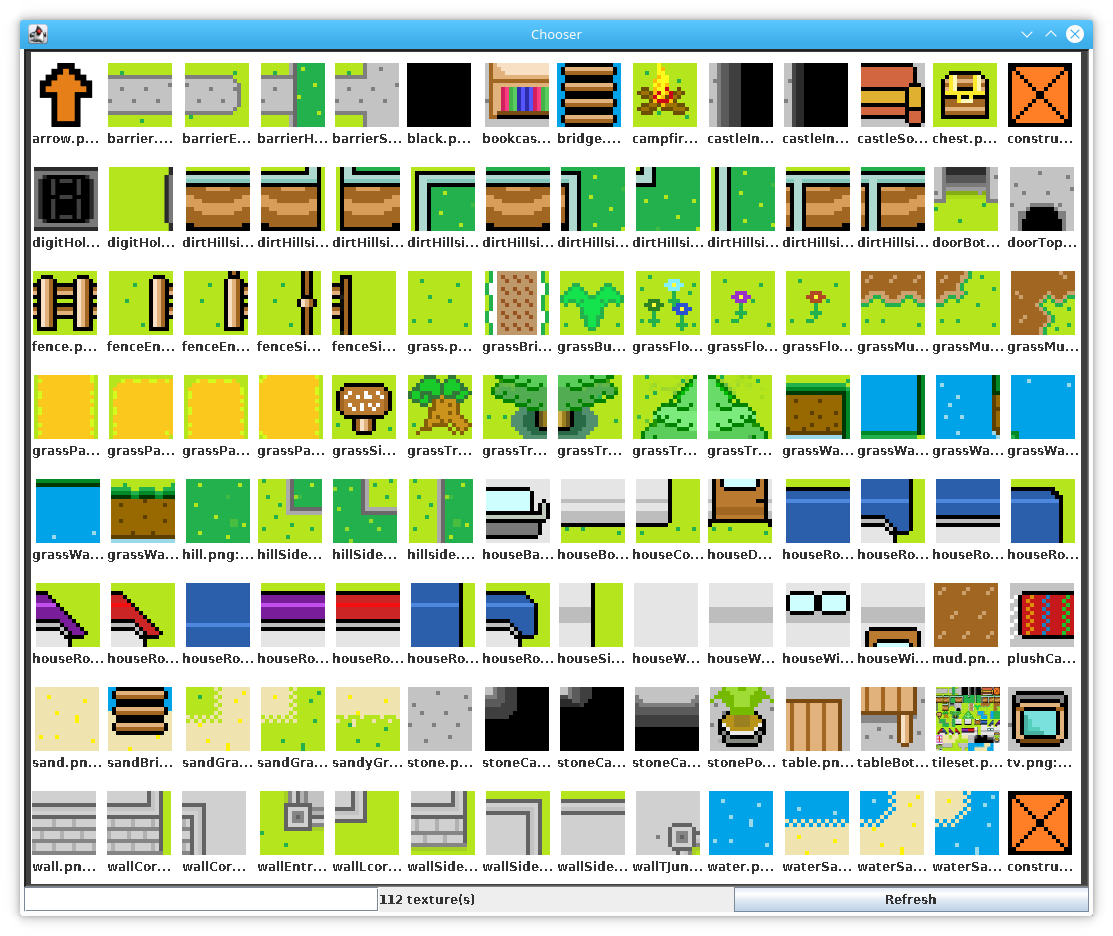 Chooser
arrow.p... barrier.... barrierE... barrierH... barrierS... black.p... bookcas... bridge.... campfir... castleIn... castleIn... castleSo... chest.p... constru...
digitHol... digitHol... dirtHillsi... dirtHillsi... dirtHillsi... dirtHillsi... dirtHillsi... dirtHillsi... dirtHillsi... dirtHillsi... dirtHillsi... dirtHillsi... doorBot... doorTop...
fence.p... fenceEn... fenceEn... fenceSi... fenceSi... grass.p... grassBri... grassBu... grassFlo... grassFlo... grassFlo... grassMu... grassMu... grassMu...
grassPa... grassPa... grassPa... grassPa... grassSi... grassTr... grassTr... grassTr... grassTr... grassTr... grassWa... grassWa... grassWa... grassWa...
grassWa... grassWa... hill.png:... hillSide... hillSide... hillside.... houseBa... houseBo... houseCo... houseD... houseRo... houseRo... houseRo... houseRo...
houseRo... houseRo... houseRo... houseRo... houseRo... houseRo... houseRo... houseSi... houseW... houseW... houseWi... houseWi... mud.pn... plushCa...
sand.pn... sandBri... sandGra... sandGra... sandyGr... stone.p... stoneCa... stoneCa... stoneCa... stonePo... table.pn... tableBot... tileset.p... tv.png:...
wall.pn... wallCor... wallCor... wallEntr... wallLcor... wallSide... wallSide... wallSide... wallTJun... water.p... waterSa... waterSa... waterSa... constru...
112 texture(s) Refresh